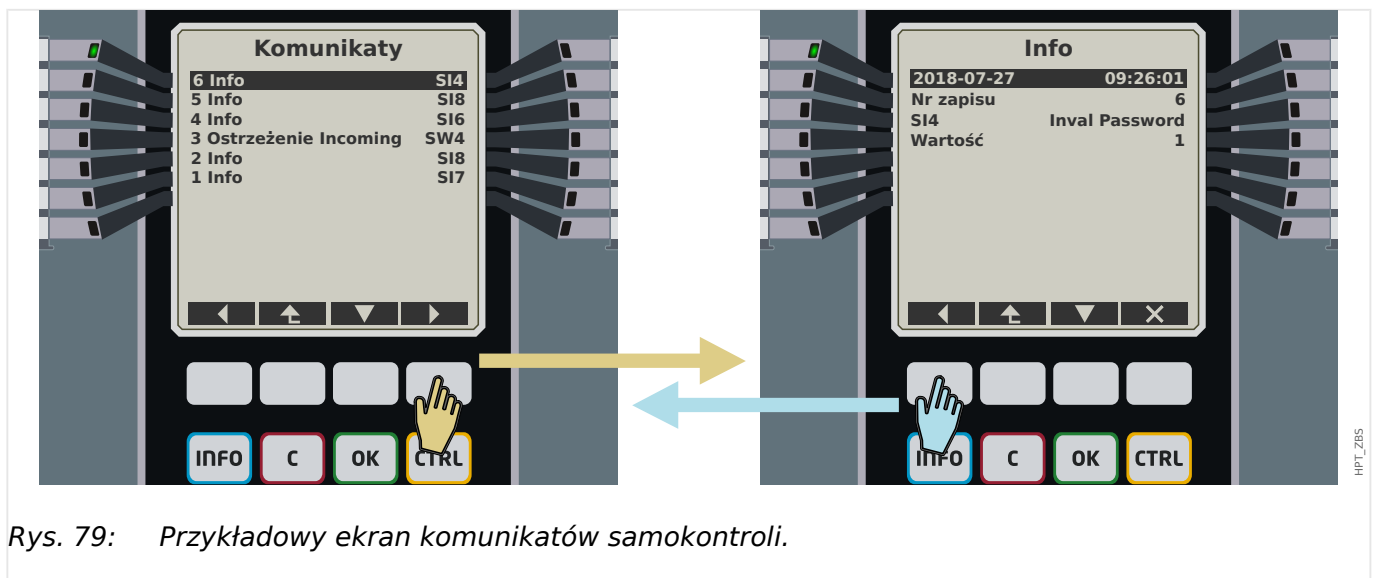 Komunikaty
6 Info SI4
5 Info SI8
4 Info SI6
3 Ostrzeżenie Incoming SW4
2 Info SI8
1 Info SI7
INFO C OK CTRL
Info
2018-07-27 09:26:01
Nr zapisu 6
SI4 Inval Password
Wartość 1
INFO C OK CTRL
HPT_ZBS
Rys. 79: Przykładowy ekran komunikatów samokontroli.